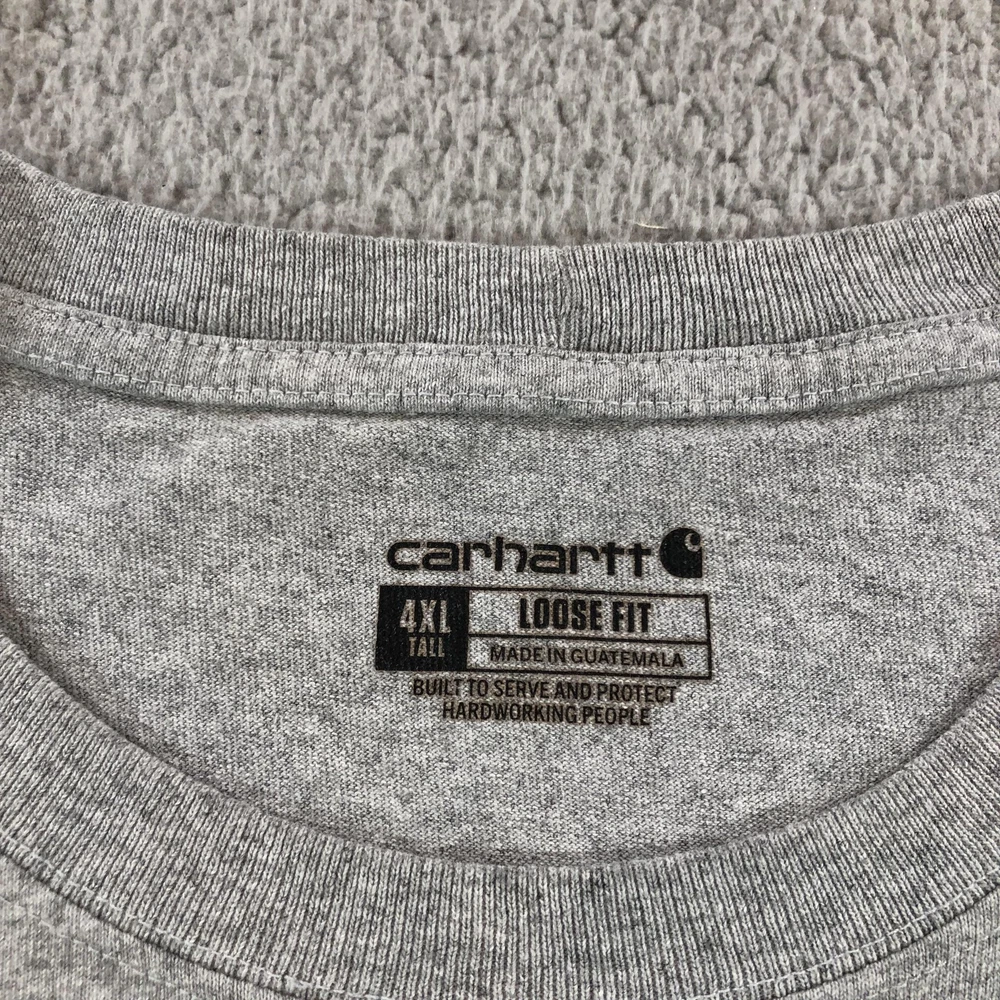 carhartt
4XL
TALL
LOOSE FIT
MADE IN GUATEMALA
BUILT TO SERVE AND PROTECT
HARDWORKING PEOPLE